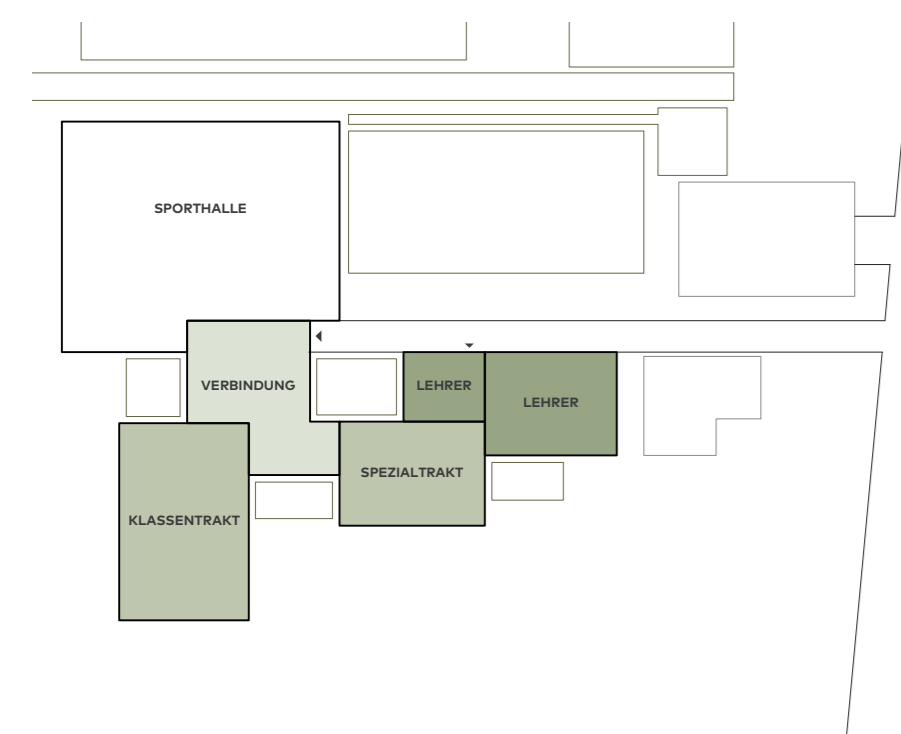 SPORTHALLE
VERBINDUNG
LEHRER
LEHRER
SPEZIALTRAKT
KLASSENTRAKT